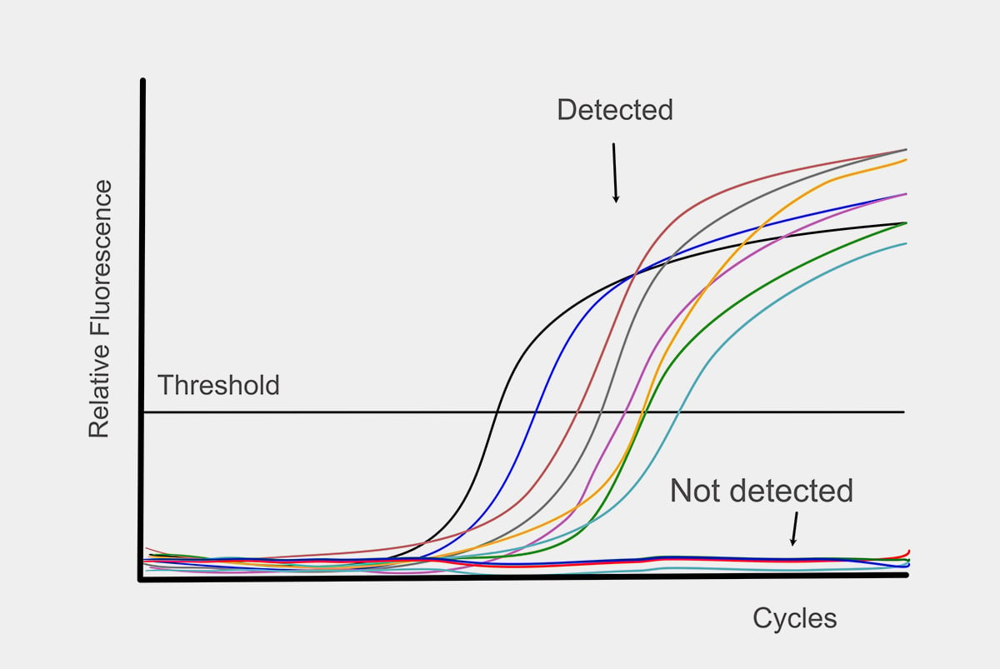 Detected
Relative Fluorescence
Threshold
Not detected
Cycles